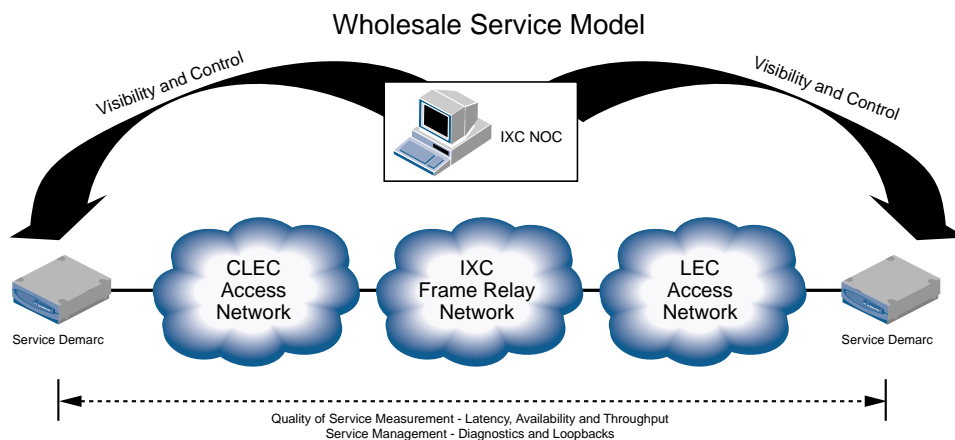 Wholesale Service Model
Visibility and Control
Visibility and Control
IXC NOC
CLEC
Access
Network
IXC
Frame Relay
Network
LEC
Access
Network
Service Demarc
Service Demarc
Quality of Service Measurement - Latency, Availability and Throughput
Service Management - Diagnostics and Loopbacks